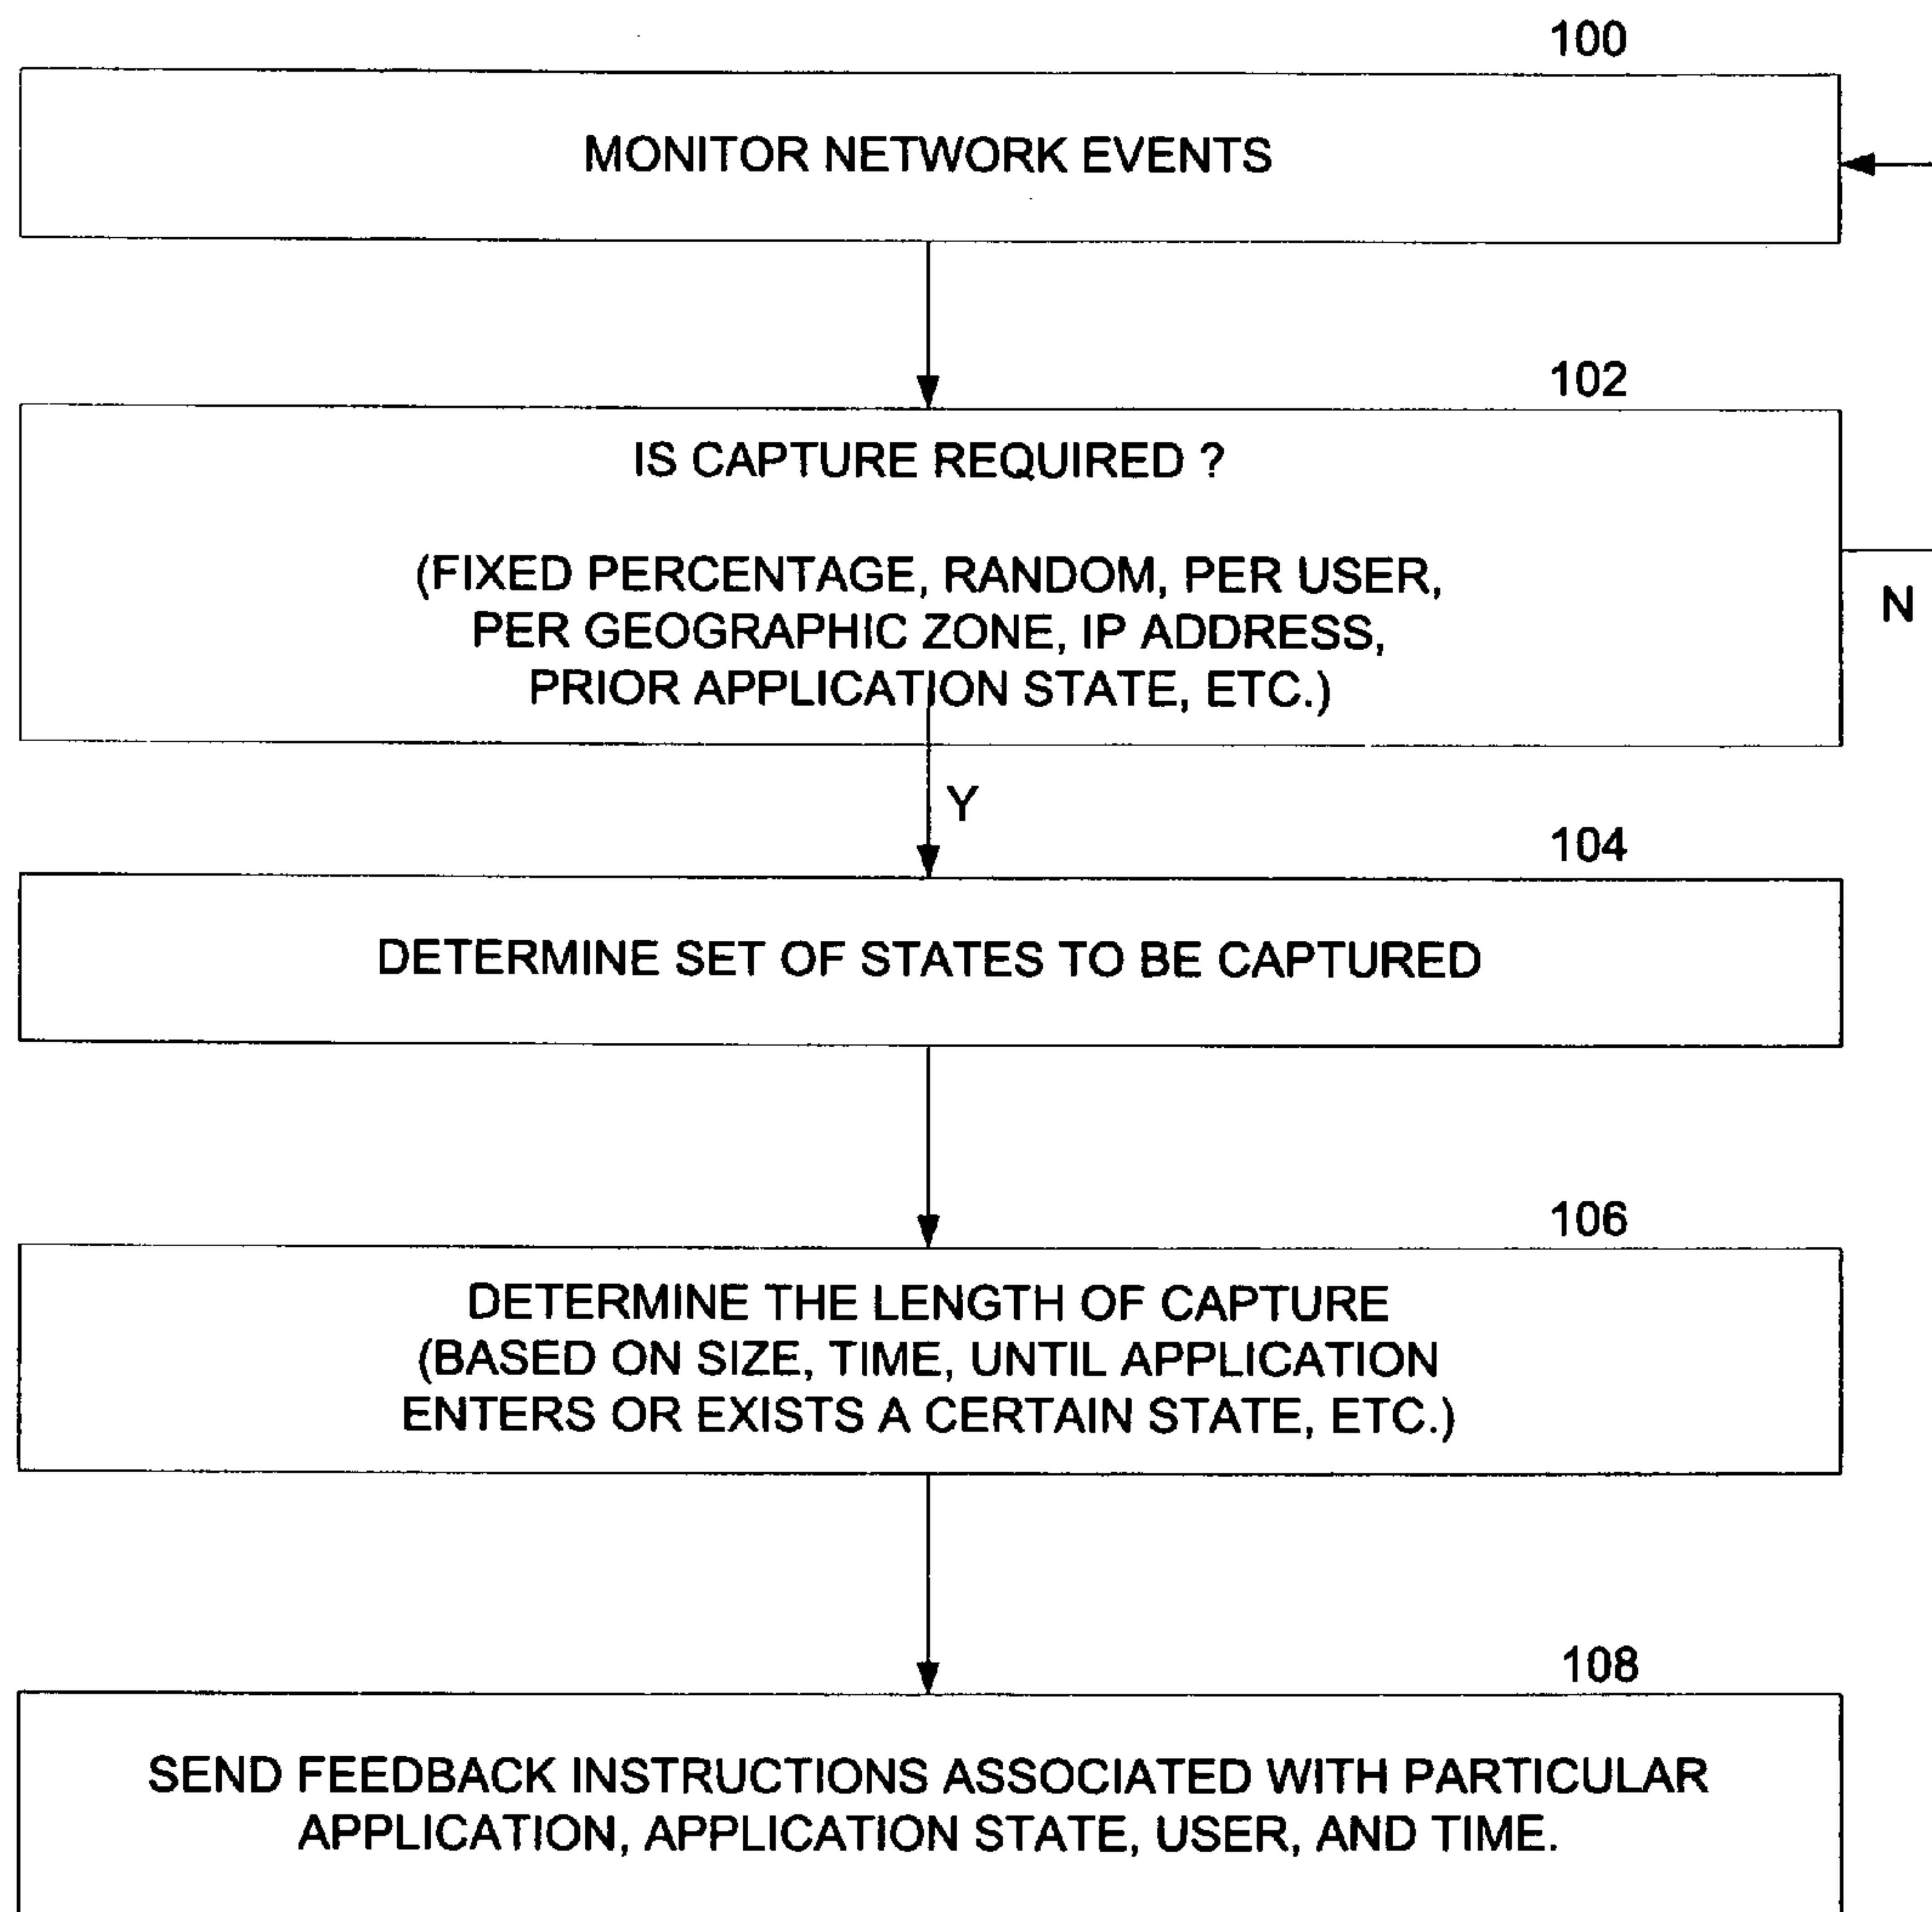 100
MONITOR NETWORK EVENTS
102
IS CAPTURE REQUIRED ?
(FIXED PERCENTAGE, RANDOM, PER USER,
PER GEOGRAPHIC ZONE, IP ADDRESS,
PRIOR APPLICATION STATE, ETC.)
N
Y
104
DETERMINE SET OF STATES TO BE CAPTURED
106
DETERMINE THE LENGTH OF CAPTURE
(BASED ON SIZE, TIME, UNTIL APPLICATION
ENTERS OR EXISTS A CERTAIN STATE, ETC.)
108
SEND FEEDBACK INSTRUCTIONS ASSOCIATED WITH PARTICULAR
APPLICATION, APPLICATION STATE, USER, AND TIME.